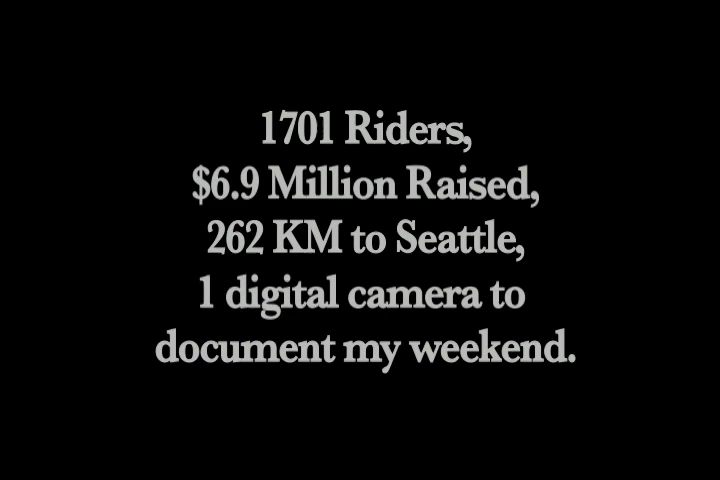 1701 Riders,
$6.9 Million Raised,
262 KM to Seattle,
1 digital camera to
document my weekend.